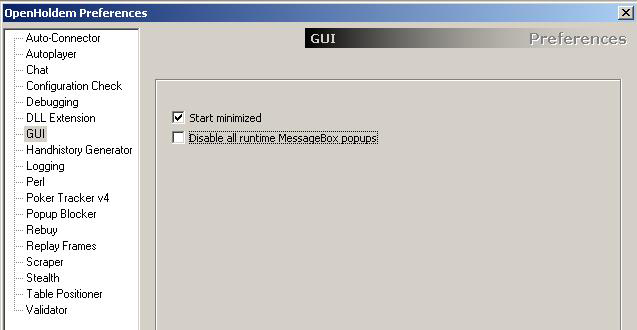 OpenHoldem Preferences
Auto-Connector
Autoplayer
Chat
Configuration Check
Debugging
DLL Extension
GUI
Handhistory Generator
Logging
Perl
Poker Tracker v4
Popup Blocker
Rebuy
Replay Frames
Scraper
Stealth
Table Positioner
Validator
GUI Preferences
Start minimized
Disable all runtime MessageBox popups